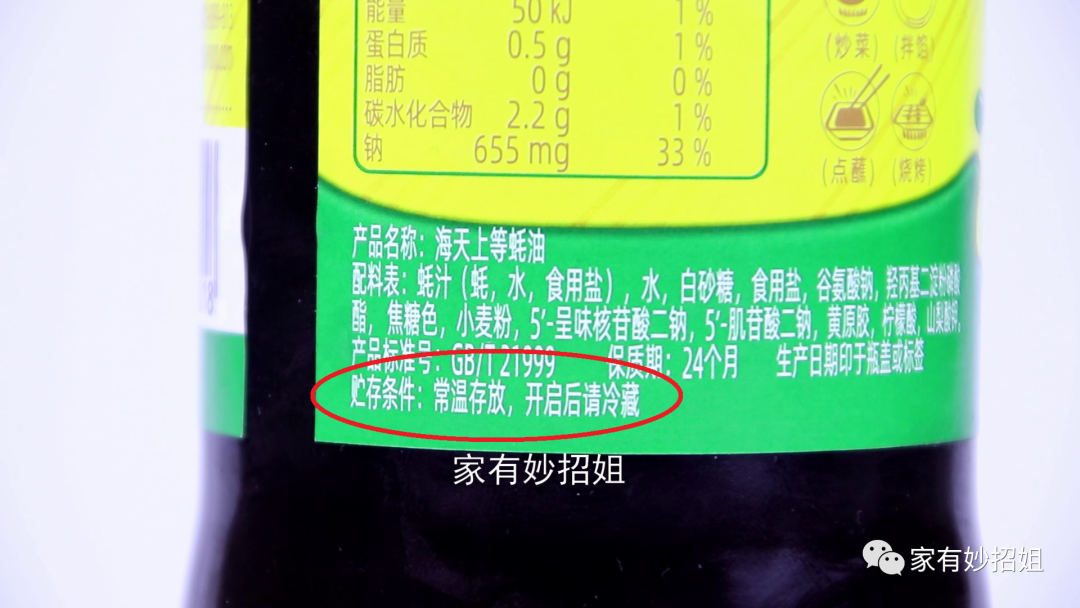 能量 50 kJ 1 %
蛋白质 0.5 g 1 %
脂肪 0 g 0 %
碳水化合物 2.2 g 1 %
钠 655 mg 33 %
(炒菜) (拌馅)
(点蘸) (烧烤)
产品名称：海天上等蚝油
配料表：蚝汁（蚝，水，食用盐），水，白砂糖，食用盐，谷氨酸钠，羟丙基二淀粉磷酸
酯，焦糖色，小麦粉，5′-呈味核苷酸二钠，5′-肌苷酸二钠，黄原胶，柠檬酸，山梨酸钾。
产品标准号：GB/T 21999 保质期：24个月 生产日期印于瓶盖或标签
贮存条件：常温存放，开启后请冷藏
家有妙招姐
家有妙招姐